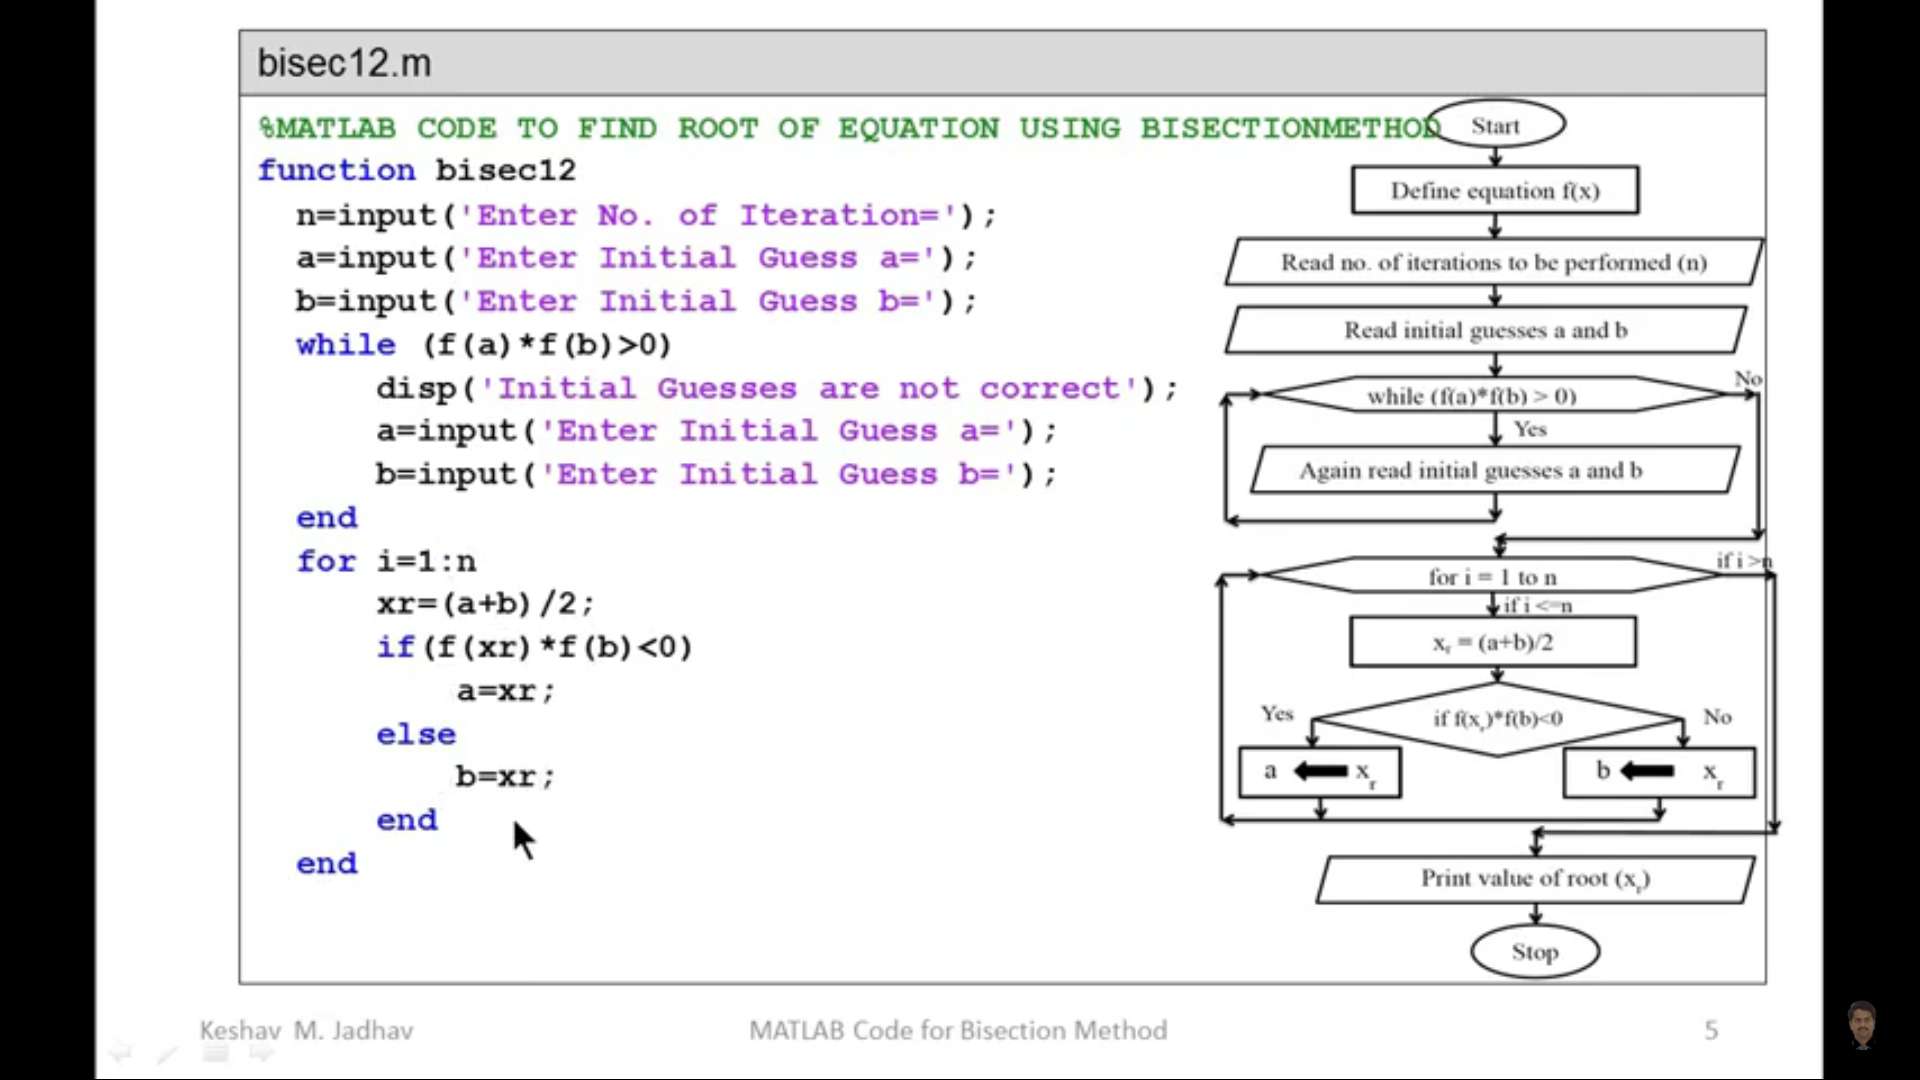 bisec12.m
%MATLAB CODE TO FIND ROOT OF EQUATION USING BISECTIONMETHOD
function bisec12
n=input('Enter No. of Iteration=');
a=input('Enter Initial Guess a=');
b=input('Enter Initial Guess b=');
while (f(a)*f(b)>0)
disp('Initial Guesses are not correct');
a=input('Enter Initial Guess a=');
b=input('Enter Initial Guess b=');
end
for i=1:n
xr=(a+b)/2;
if(f(xr)*f(b)<0)
a=xr;
else
b=xr;
end
end
Start
Define equation f(x)
Read no. of iterations to be performed (n)
Read initial guesses a and b
while (f(a)*f(b) > 0)
No
Yes
Again read initial guesses a and b
for i = 1 to n
if i >n
if i <=n
xr = (a+b)/2
Yes
if f(xr)*f(b)<0
No
a xr
b xr
Print value of root (xr)
Stop
Keshav M. Jadhav
MATLAB Code for Bisection Method
5